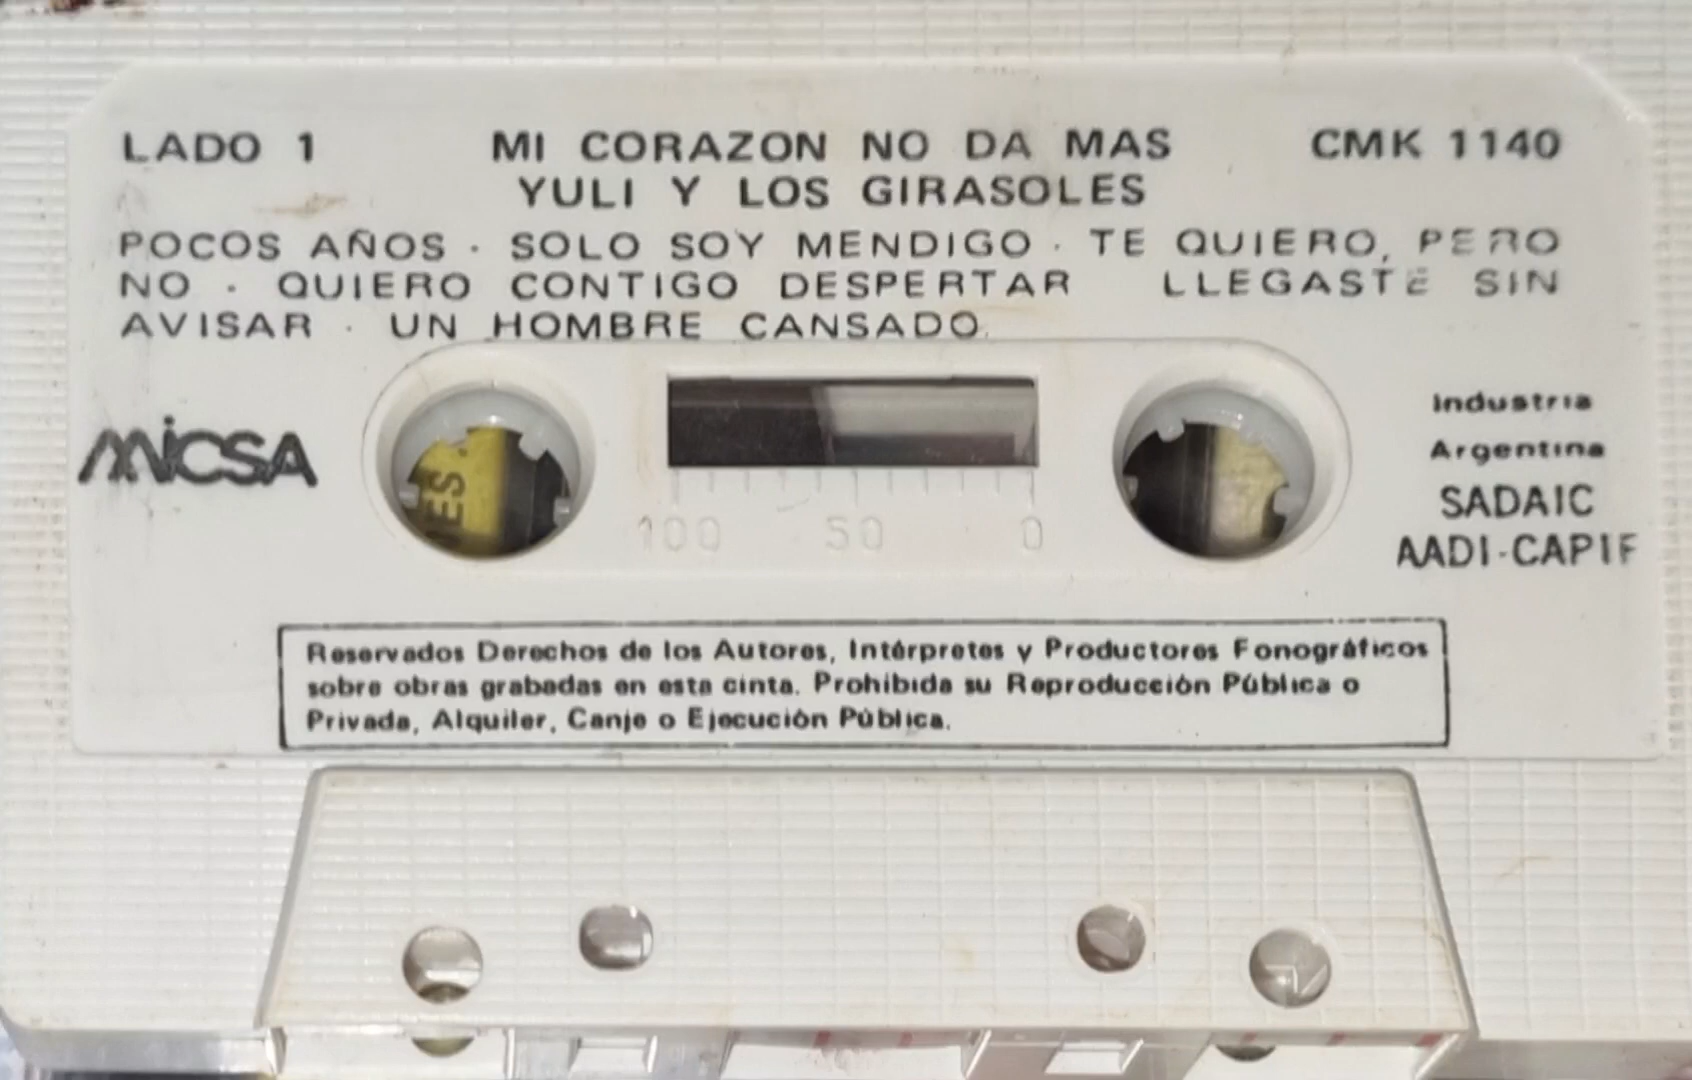 LADO 1 MI CORAZON NO DA MAS CMK 1140
YULI Y LOS GIRASOLES
POCOS AÑOS · SOLO SOY MENDIGO · TE QUIERO, PERO
NO · QUIERO CONTIGO DESPERTAR LLEGASTE SIN
AVISAR · UN HOMBRE CANSADO.
MiCSA
Industria
Argentina
SADAIC
AADI-CAPIF
100 50 0
Reservados Derechos de los Autores, Intérpretes y Productores Fonográficos
sobre obras grabadas en esta cinta. Prohibida su Reproducción Pública o
Privada, Alquiler, Canje o Ejecución Pública.